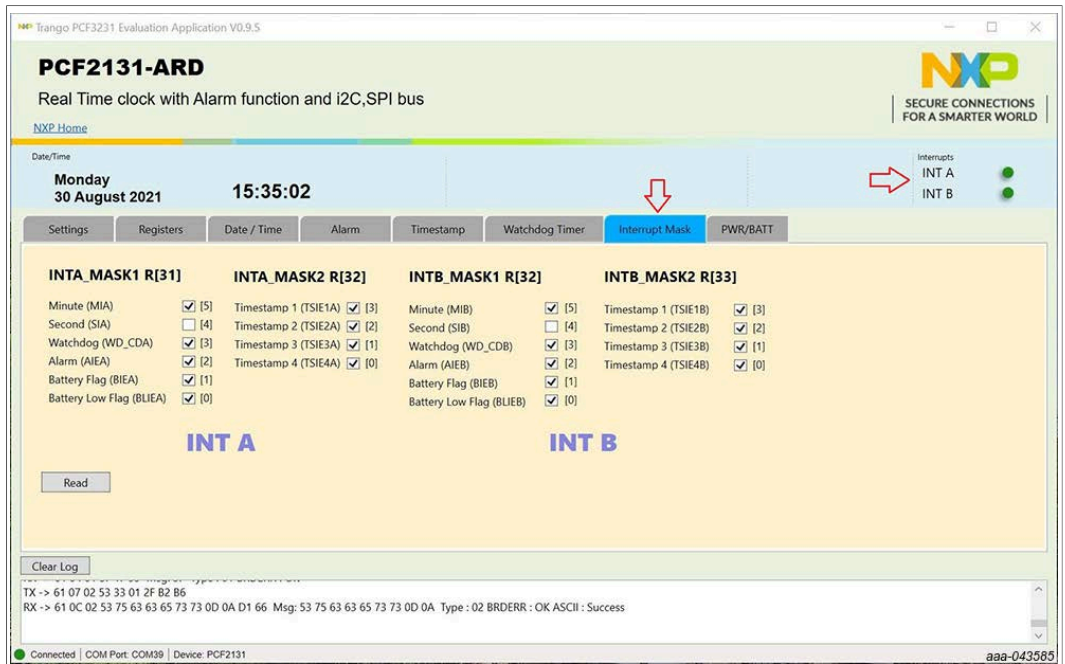 Trango PCF3231 Evaluation Application V0.9.5
PCF2131-ARD
Real Time clock with Alarm function and i2C,SPI bus
NXP Home
NXP
SECURE CONNECTIONS
FOR A SMARTER WORLD
Date/Time
Monday
30 August 2021
15:35:02
Interrupts
INT A
INT B
Settings Registers Date / Time Alarm Timestamp Watchdog Timer Interrupt Mask PWR/BATT
INTA_MASK1 R[31]
Minute (MIA) [5]
Second (SIA) [4]
Watchdog (WD_CDA) [3]
Alarm (AIEA) [2]
Battery Flag (BIEA) [1]
Battery Low Flag (BLIEA) [0]
INTA_MASK2 R[32]
Timestamp 1 (TSIE1A) [3]
Timestamp 2 (TSIE2A) [2]
Timestamp 3 (TSIE3A) [1]
Timestamp 4 (TSIE4A) [0]
INT A
INTB_MASK1 R[32]
Minute (MIB) [5]
Second (SIB) [4]
Watchdog (WD_CDB) [3]
Alarm (AIEB) [2]
Battery Flag (BIEB) [1]
Battery Low Flag (BLIEB) [0]
INTB_MASK2 R[33]
Timestamp 1 (TSIE1B) [3]
Timestamp 2 (TSIE2B) [2]
Timestamp 3 (TSIE3B) [1]
Timestamp 4 (TSIE4B) [0]
INT B
Read
Clear Log
TX -> 61 07 02 53 33 01 2F B2 B6
RX -> 61 0C 02 53 75 63 63 65 73 73 0D 0A D1 66 Msg: 53 75 63 63 65 73 73 0D 0A Type : 02 BRDERR : OK ASCII : Success
Connected COM Port: COM39 Device: PCF2131
aaa-043585